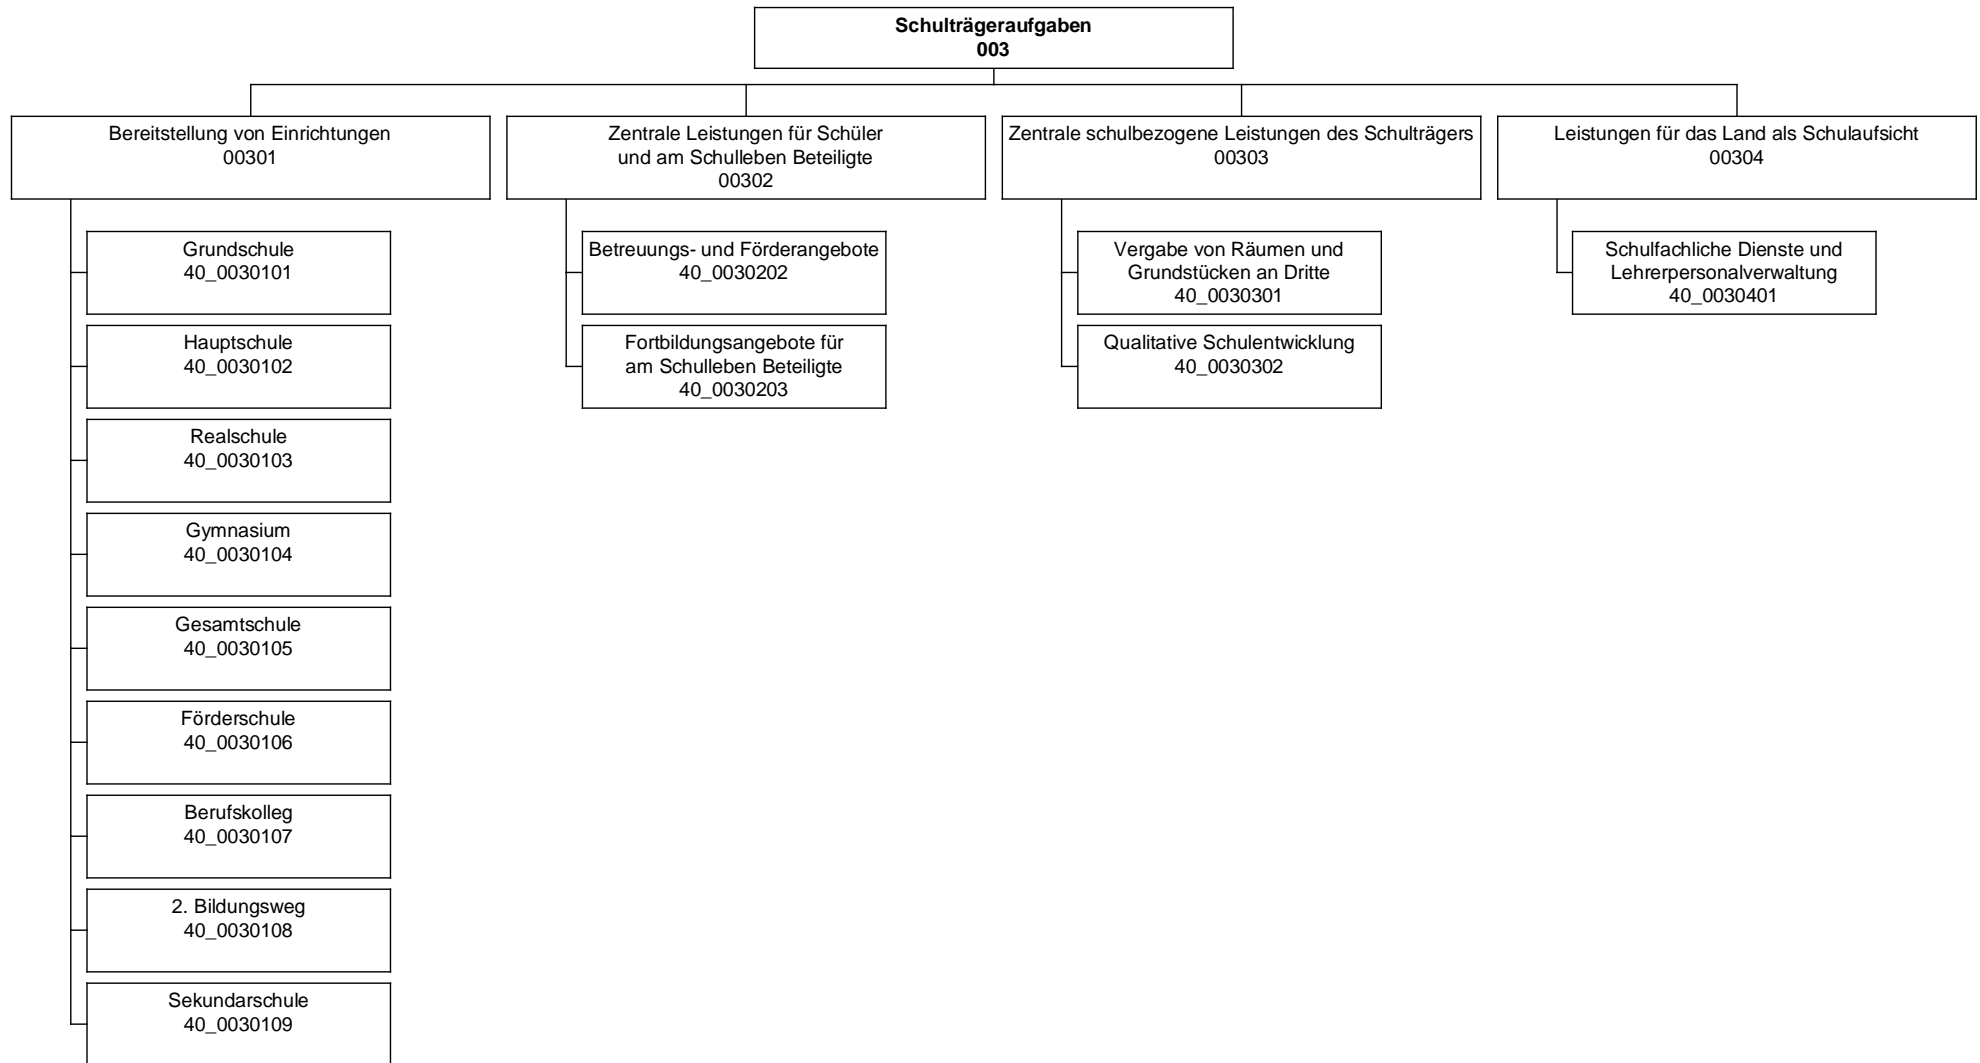 Schulträgeraufgaben
003
Bereitstellung von Einrichtungen
00301
Zentrale Leistungen für Schüler
und am Schulleben Beteiligte
00302
Zentrale schulbezogene Leistungen des Schulträgers
00303
Leistungen für das Land als Schulaufsicht
00304
Grundschule
40_0030101
Hauptschule
40_0030102
Realschule
40_0030103
Gymnasium
40_0030104
Gesamtschule
40_0030105
Förderschule
40_0030106
Berufskolleg
40_0030107
2. Bildungsweg
40_0030108
Sekundarschule
40_0030109
Betreuungs- und Förderangebote
40_0030202
Fortbildungsangebote für
am Schulleben Beteiligte
40_0030203
Vergabe von Räumen und
Grundstücken an Dritte
40_0030301
Qualitative Schulentwicklung
40_0030302
Schulfachliche Dienste und
Lehrerpersonalverwaltung
40_0030401